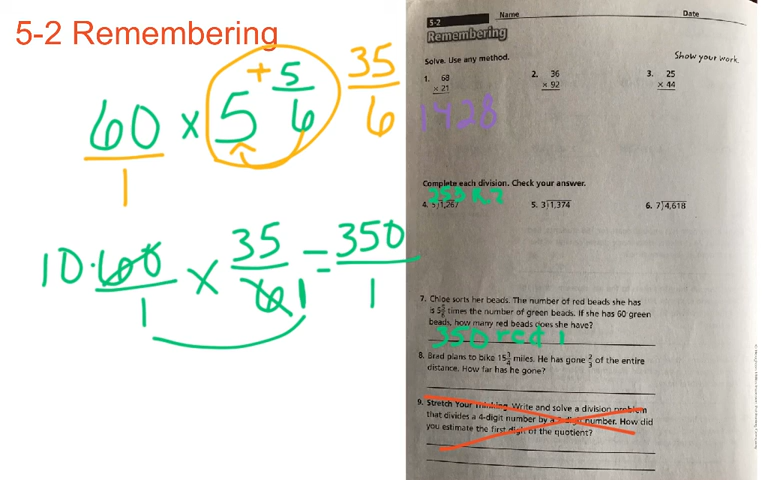 5-2 Remembering
60/1 × 5 + 5/6 35/6
10·60/1 × 35/6 1 = 350/1
5-2 Name Date
Remembering
Solve. Use any method. Show your work.
1. 68 × 21 2. 36 × 92 3. 25 × 44
1428
Complete each division. Check your answer.
253 R 2
4. 5)1,267 5. 3)1,374 6. 7)4,618
7. Chloe sorts her beads. The number of red beads she has
is 5 5/6 times the number of green beads. If she has 60 green
beads, how many red beads does she have?
350 red
8. Brad plans to bike 15 3/4 miles. He has gone 2/3 of the entire
distance. How far has he gone?
9. Stretch Your Thinking Write and solve a division problem
that divides a 4-digit number by a 2-digit number. How did
you estimate the first digit of the quotient?